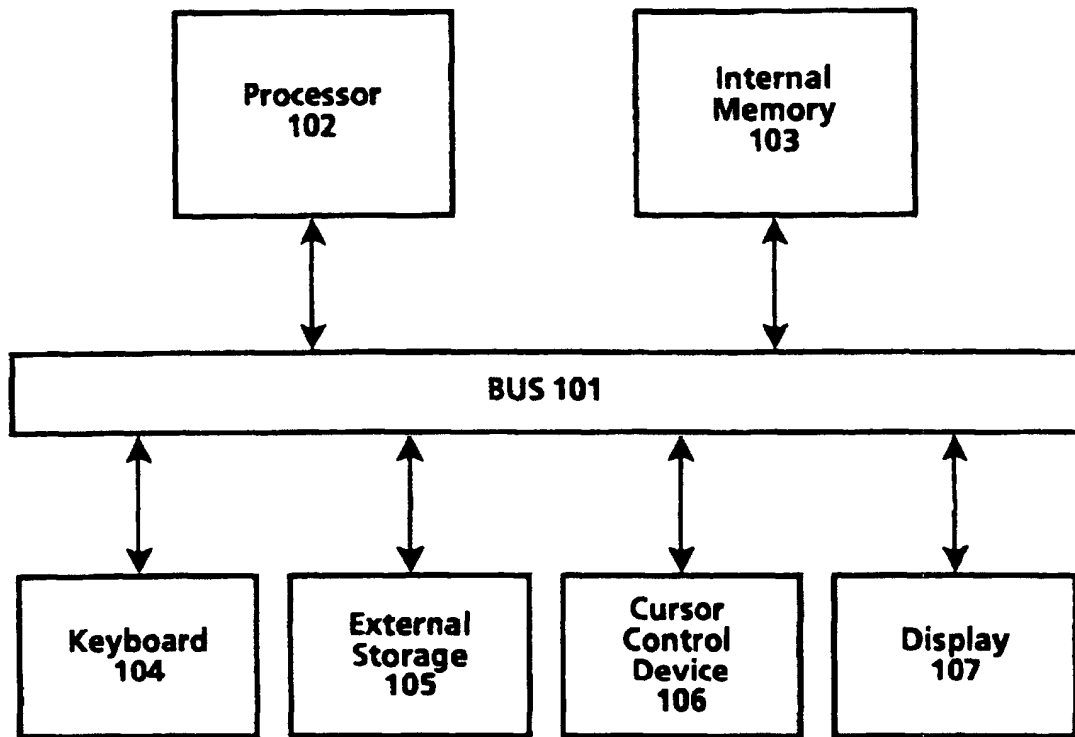 Processor
102
Internal
Memory
103
BUS 101
Keyboard
104
External
Storage
105
Cursor
Control
Device
106
Display
107